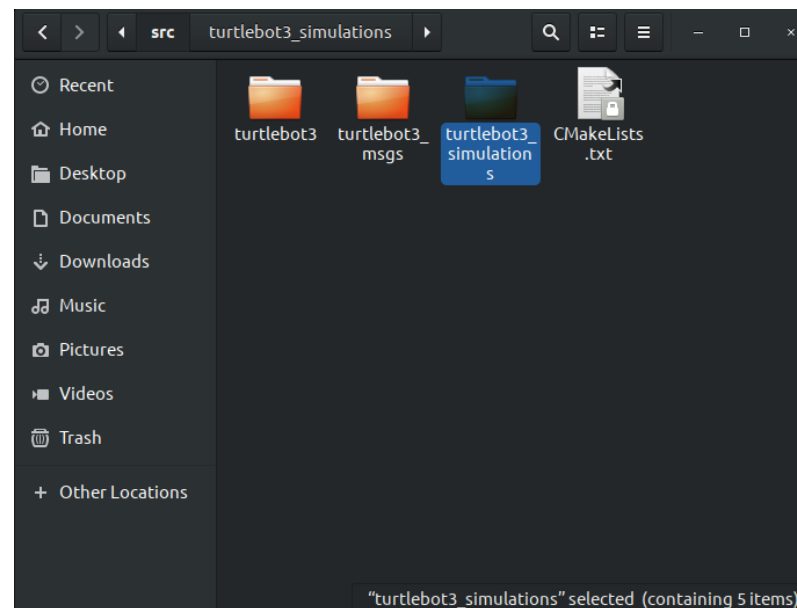 src turtlebot3_simulations
Recent
Home
Desktop
Documents
Downloads
Music
Pictures
Videos
Trash
+ Other Locations
turtlebot3
turtlebot3_
msgs
turtlebot3_
simulation
s
CMakeLists
.txt
“turtlebot3_simulations” selected (containing 5 items)